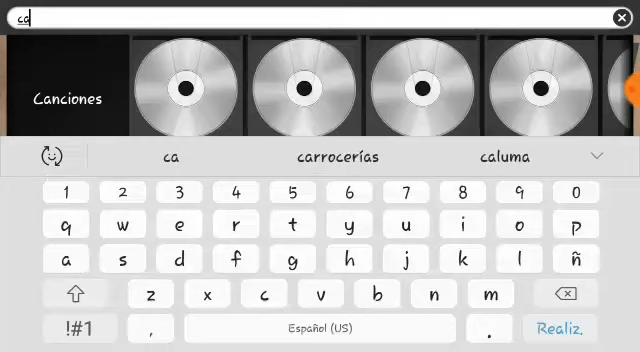 ca
Canciones
ca carrocerías caluma
1 2 3 4 5 6 7 8 9 0
q w e r t y u i o p
a s d f g h j k l ñ
z x c v b n m
!#1 , Español (US) . Realiz.